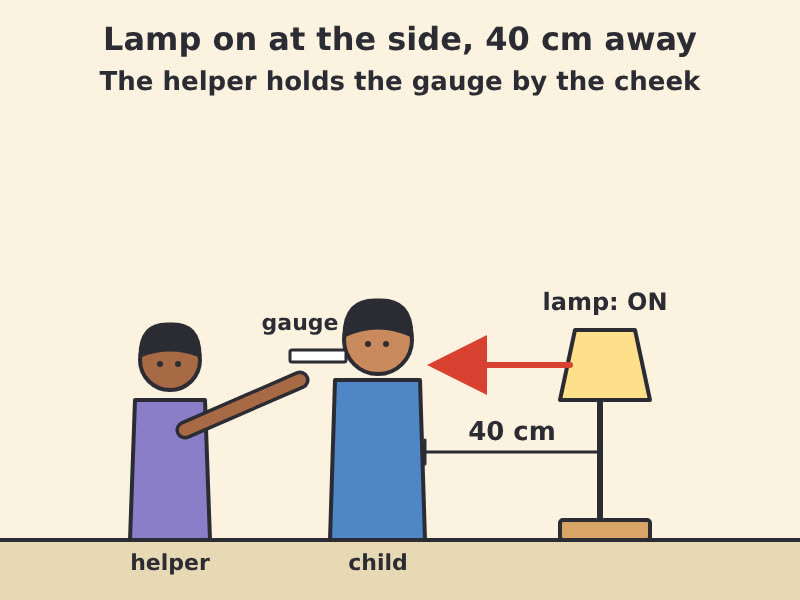 Lamp on at the side, 40 cm away
The helper holds the gauge by the cheek
lamp: ON
gauge
40 cm
helper
child